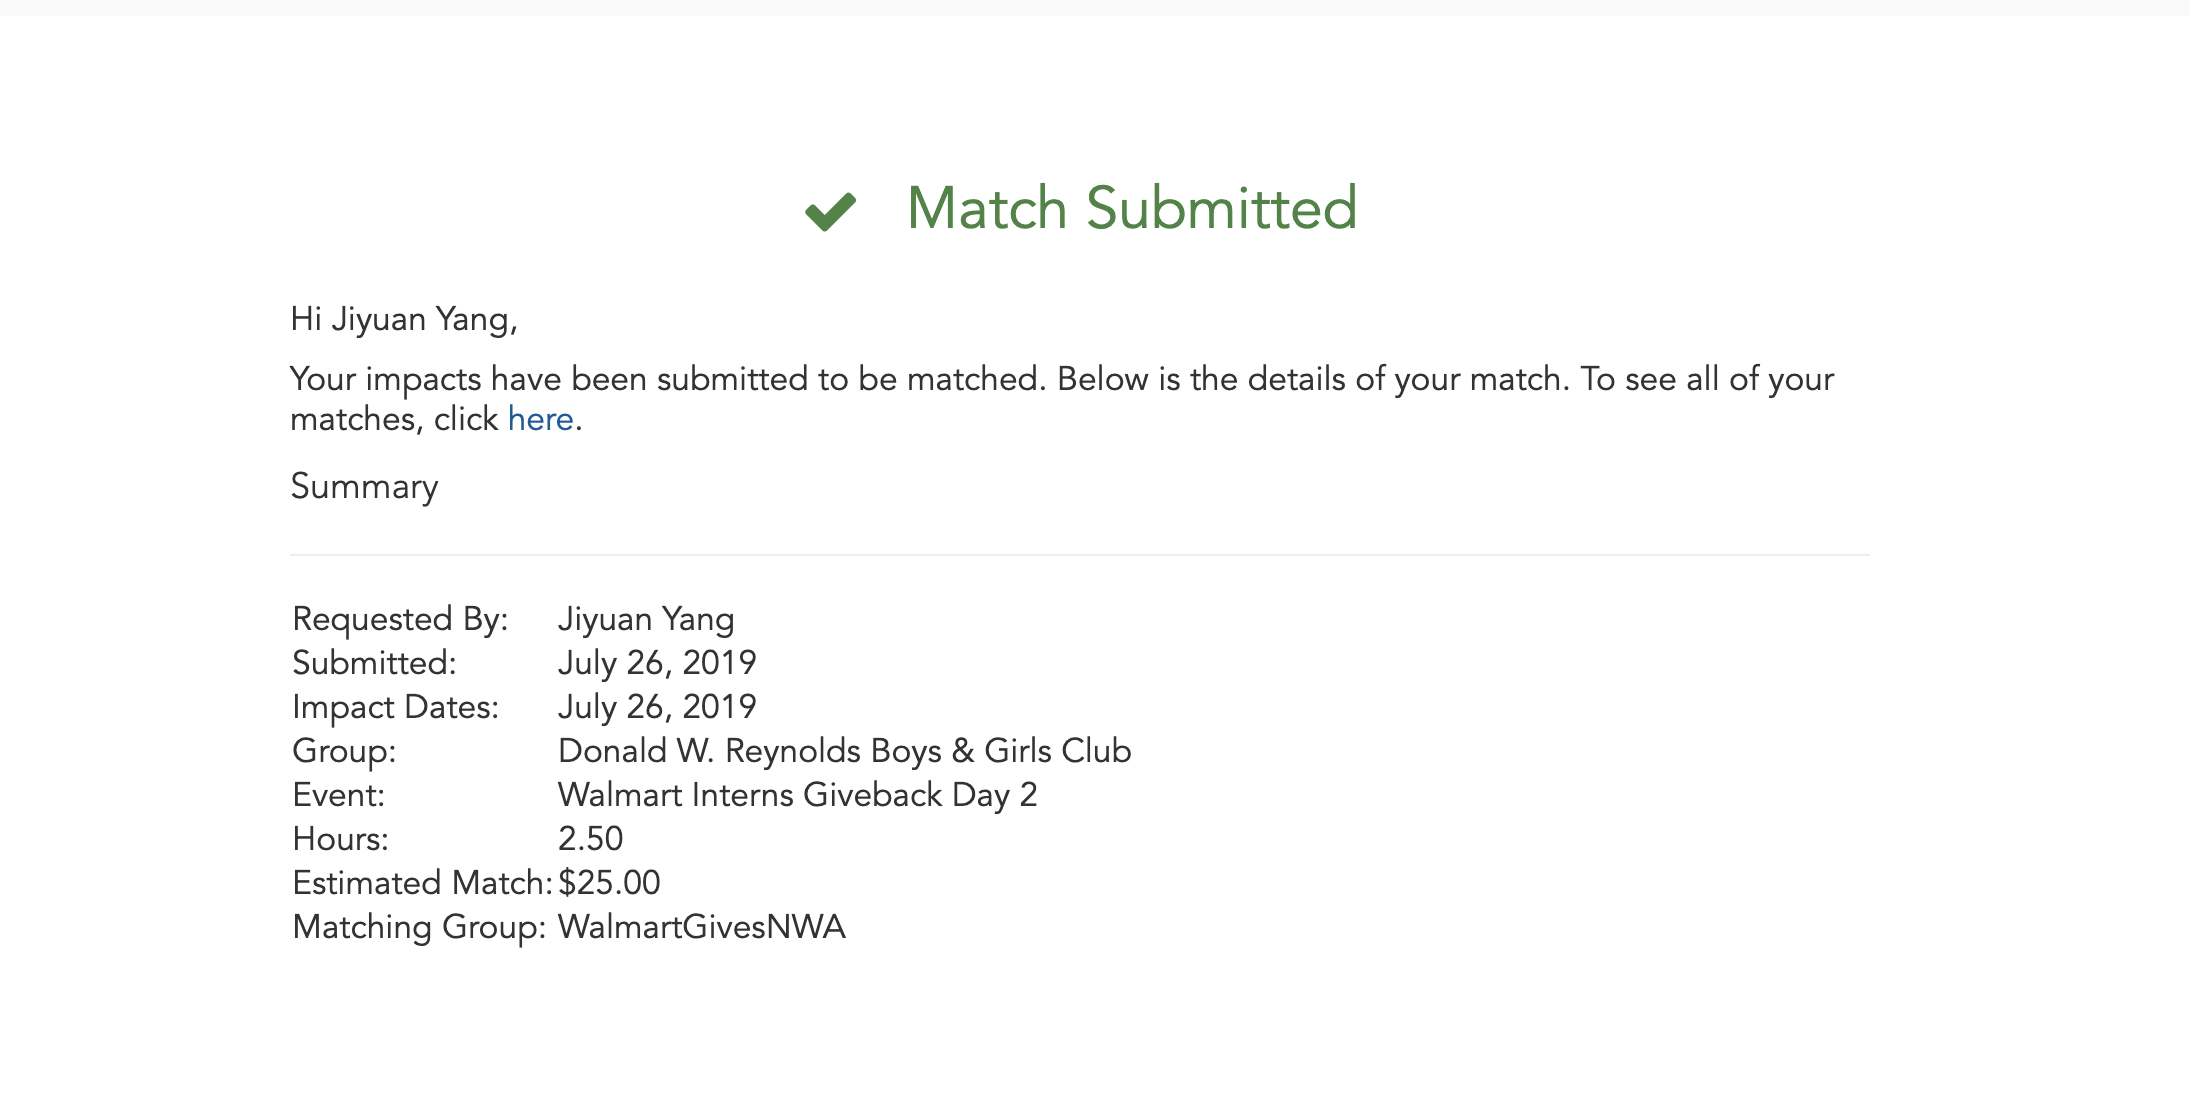 Match Submitted
Hi Jiyuan Yang,
Your impacts have been submitted to be matched. Below is the details of your match. To see all of your
matches, click here.
Summary
Requested By: Jiyuan Yang
Submitted: July 26, 2019
Impact Dates: July 26, 2019
Group: Donald W. Reynolds Boys & Girls Club
Event: Walmart Interns Giveback Day 2
Hours: 2.50
Estimated Match: $25.00
Matching Group: WalmartGivesNWA